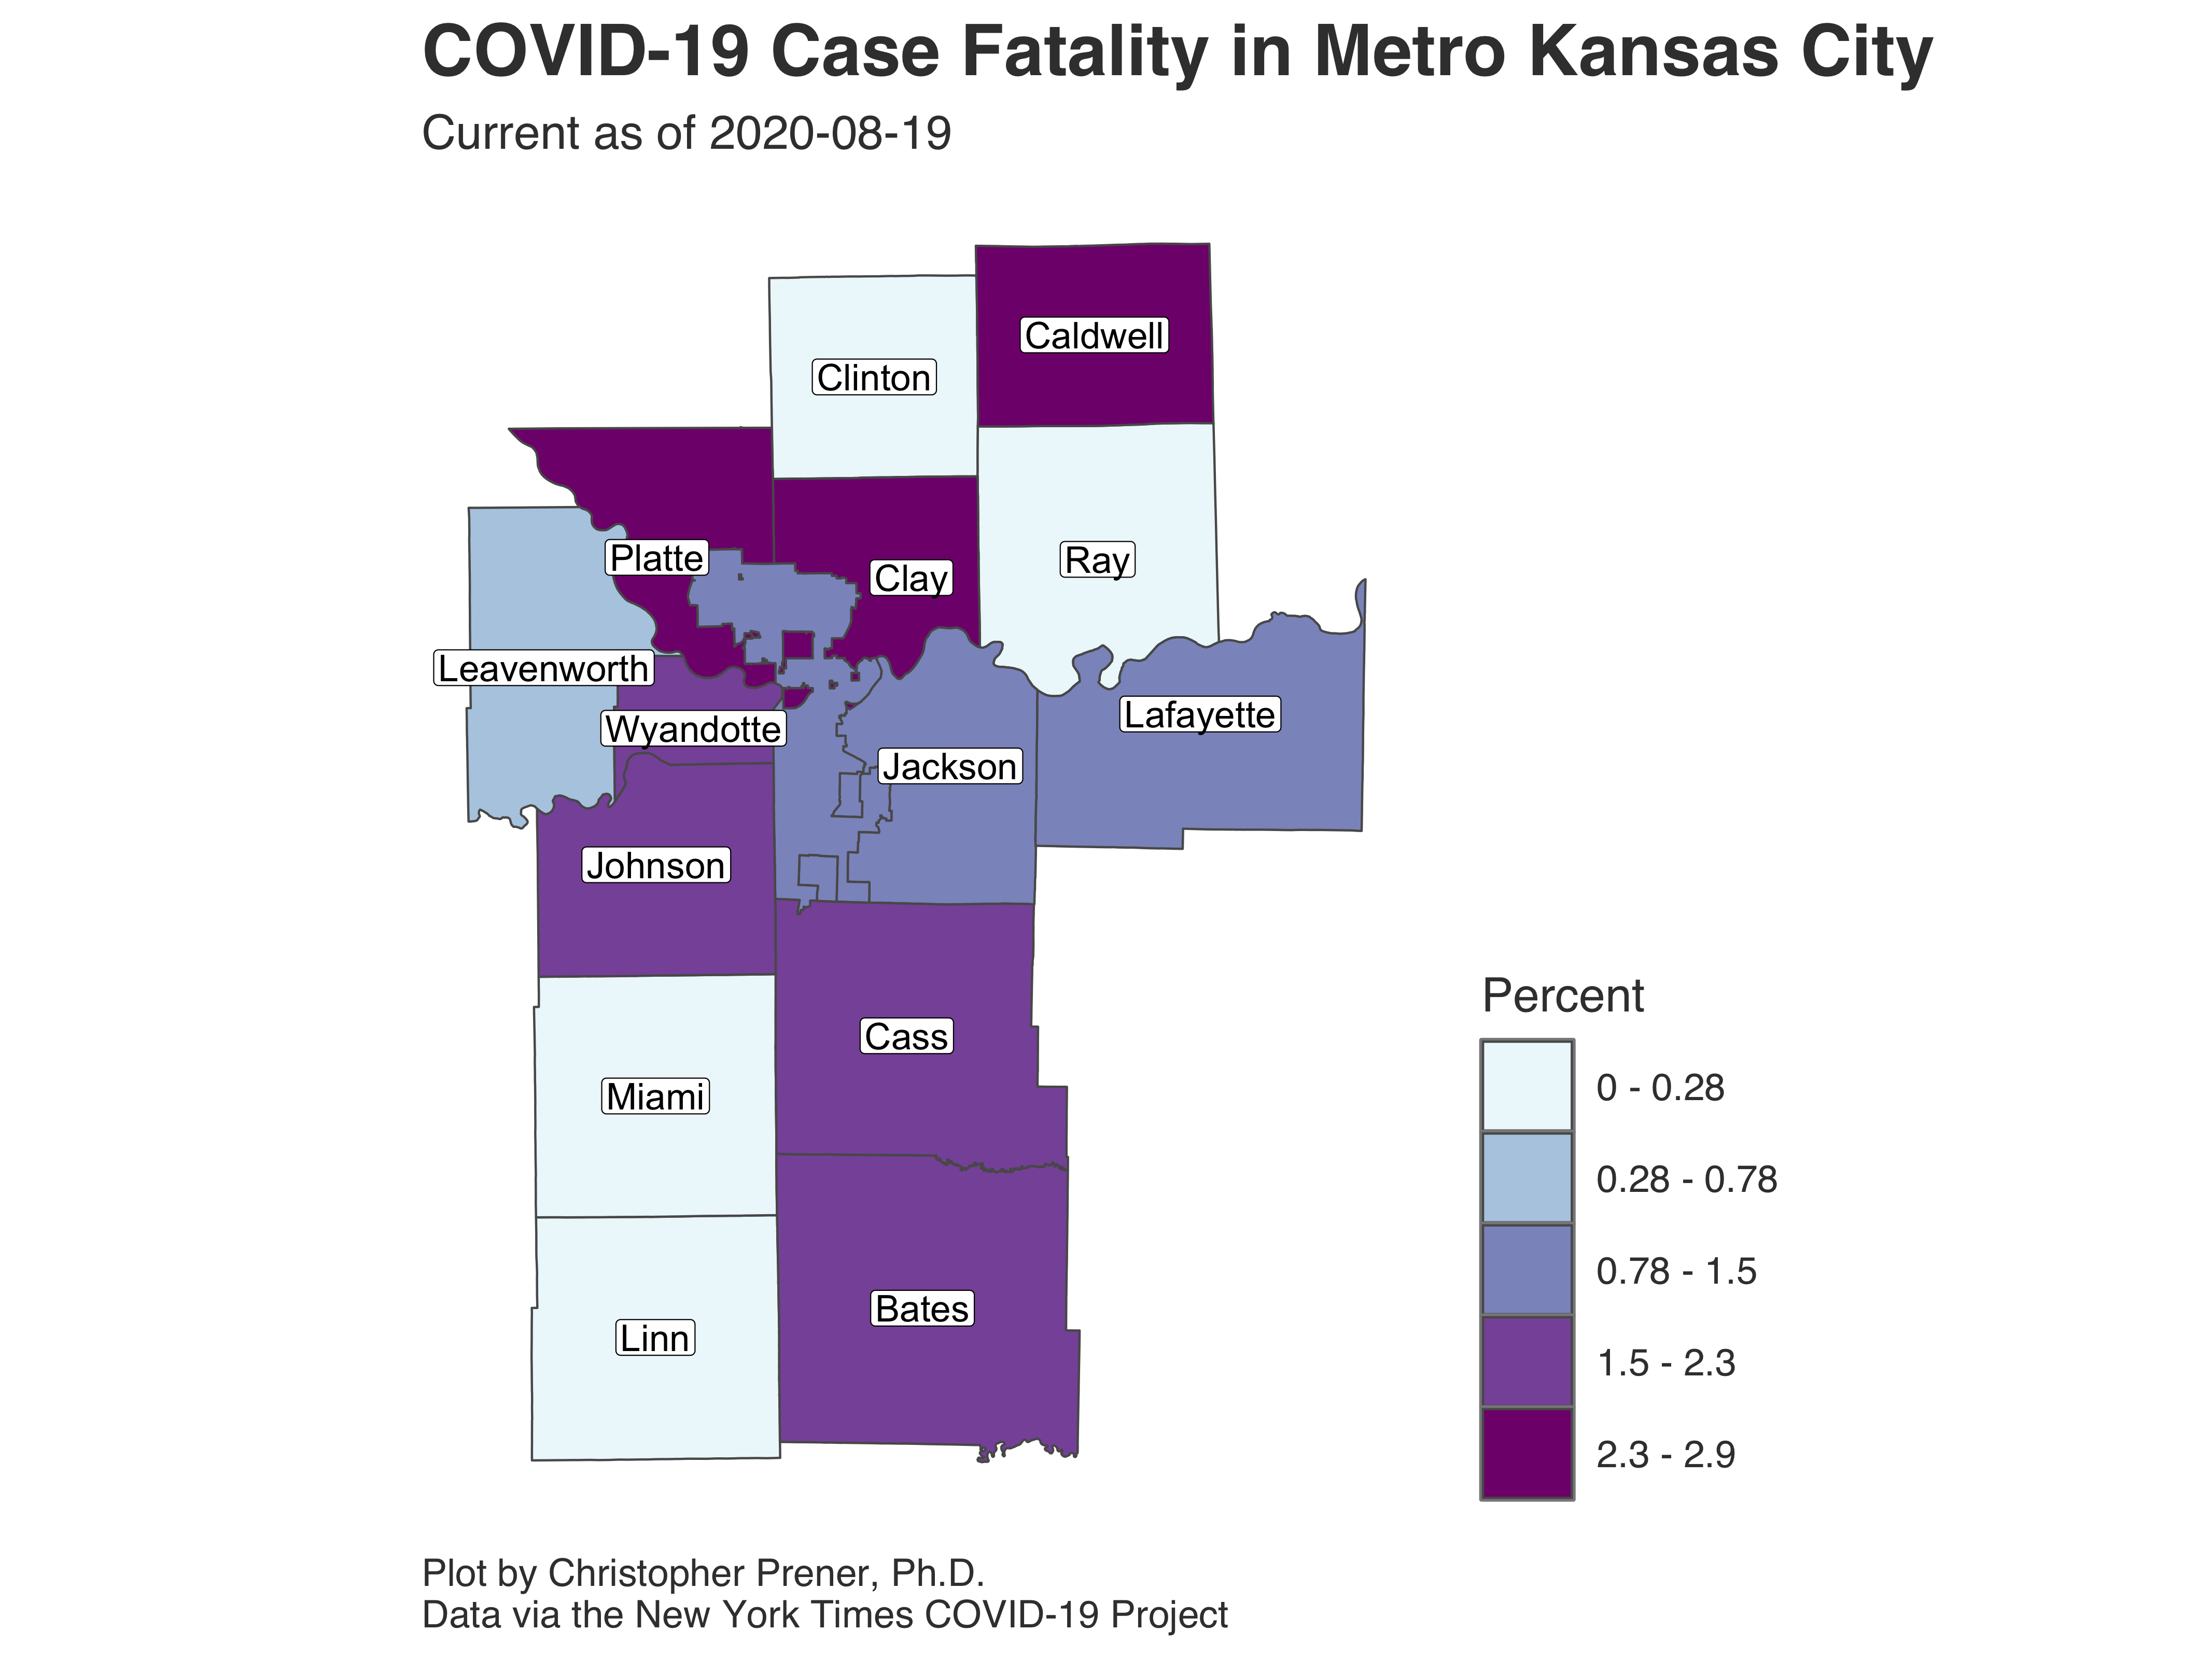 COVID-19 Case Fatality in Metro Kansas City
Current as of 2020-08-19
Caldwell
Clinton
Platte
Clay
Ray
Leavenworth
Lafayette
Wyandotte
Jackson
Johnson
Cass
Miami
Bates
Linn
Percent
0 - 0.28
0.28 - 0.78
0.78 - 1.5
1.5 - 2.3
2.3 - 2.9
Plot by Christopher Prener, Ph.D.
Data via the New York Times COVID-19 Project